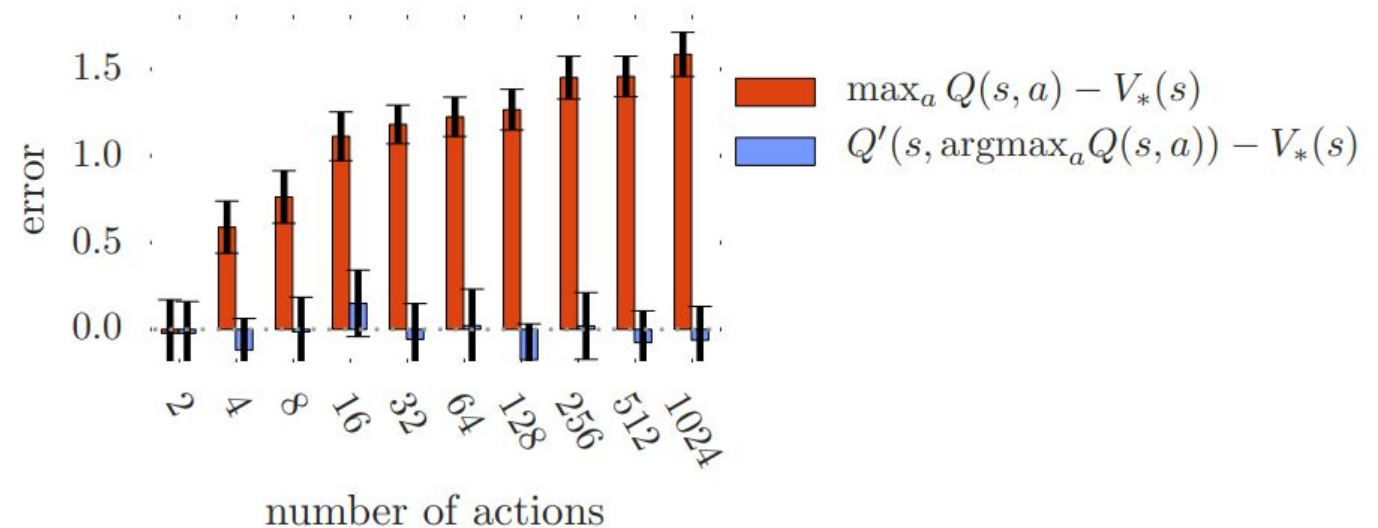 error
1.5
1.0
0.5
0.0
2 4 8 16 32 64 128 256 512 1024
number of actions
maxₐ Q(s, a) − V∗(s)
Q′(s, argmaxₐQ(s, a)) − V∗(s)